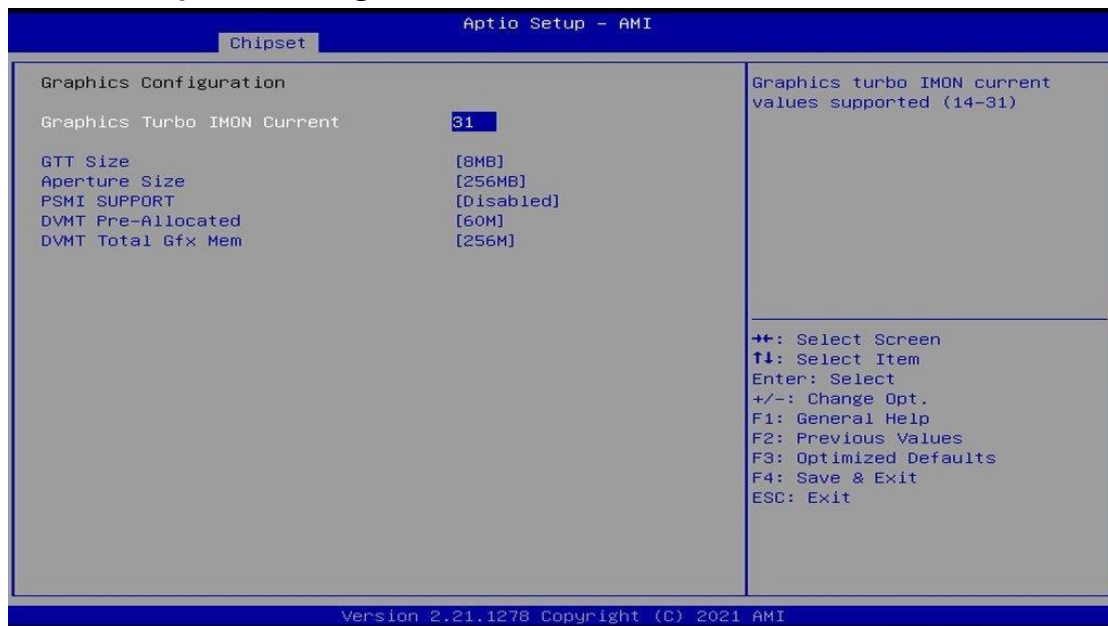 Aptio Setup – AMI
Chipset
Graphics Configuration
Graphics Turbo IMON Current 31
GTT Size [8MB]
Aperture Size [256MB]
PSMI SUPPORT [Disabled]
DVMT Pre-Allocated [60M]
DVMT Total Gfx Mem [256M]
Graphics turbo IMON current
values supported (14-31)
→←: Select Screen
↑↓: Select Item
Enter: Select
+/-: Change Opt.
F1: General Help
F2: Previous Values
F3: Optimized Defaults
F4: Save & Exit
ESC: Exit
Version 2.21.1278 Copyright (C) 2021 AMI